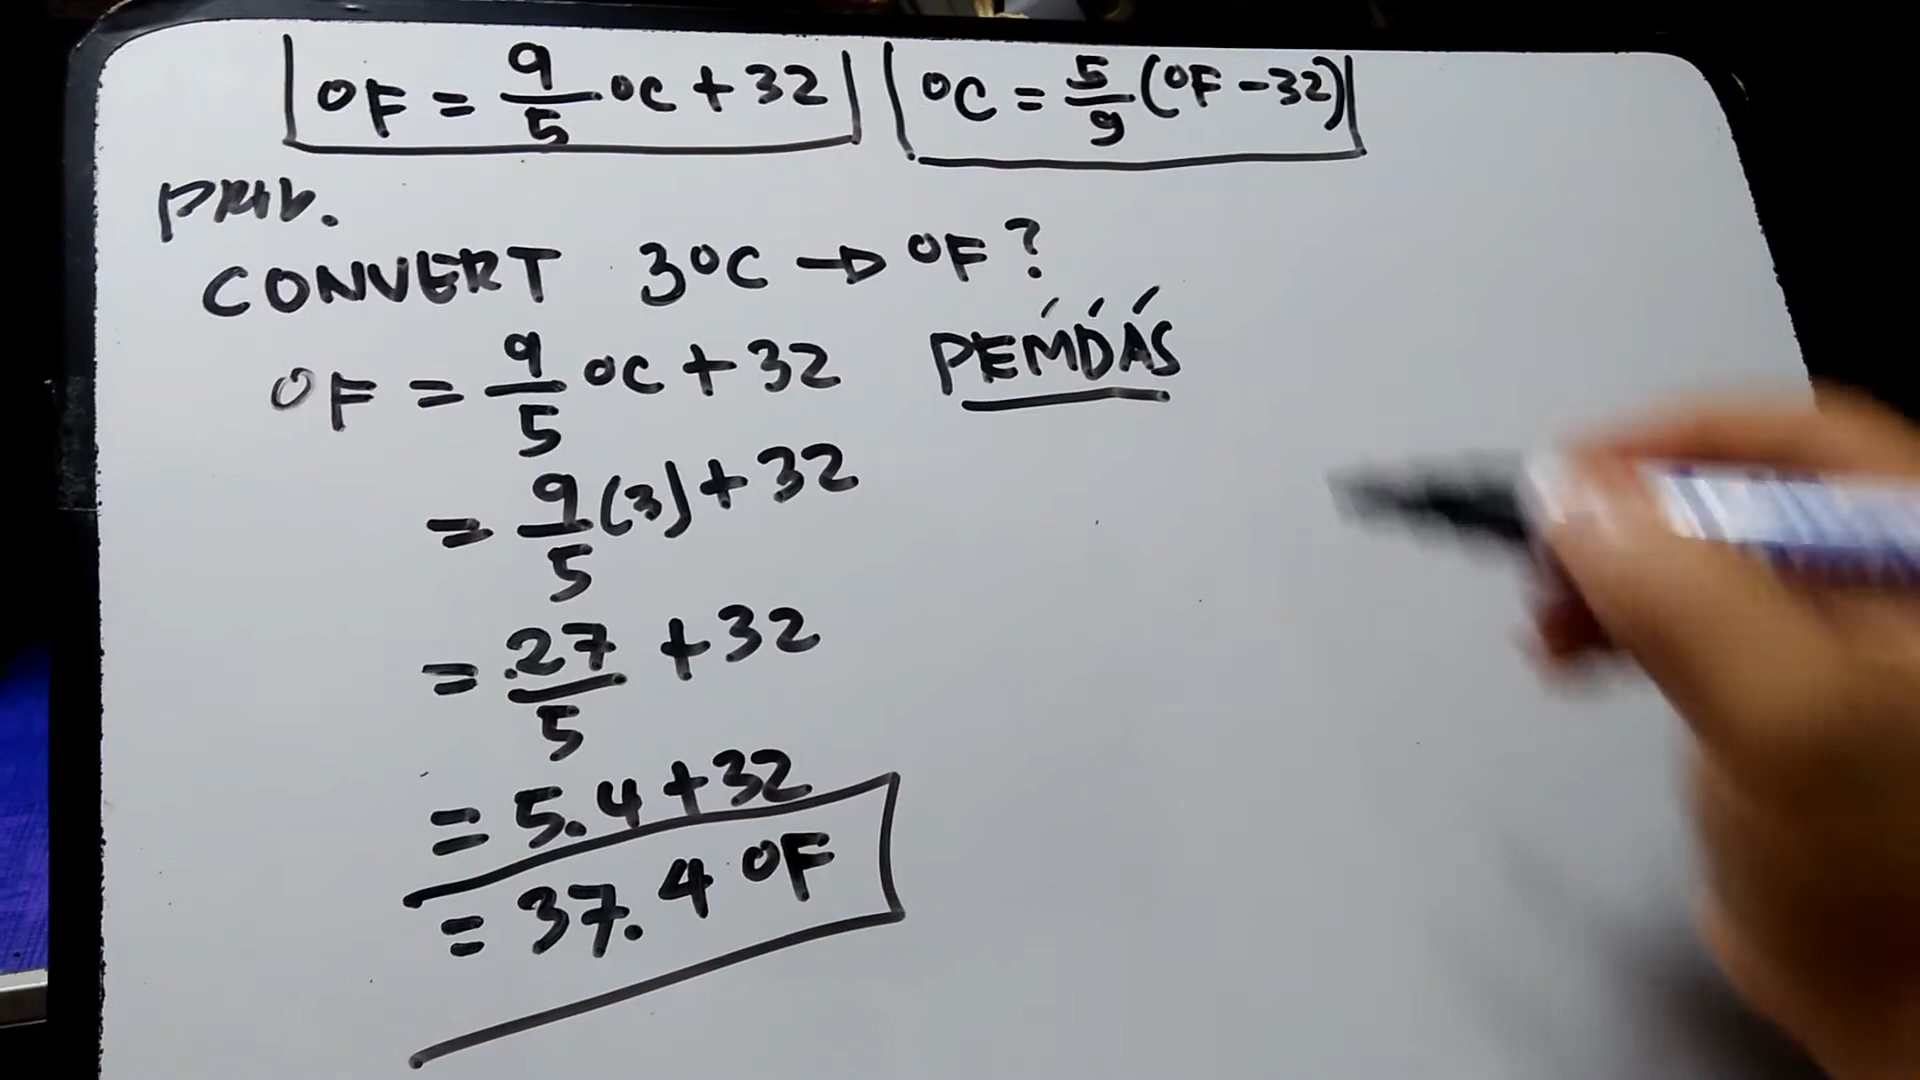 °F = 9/5 °C + 32 °C = 5/9 (°F - 32)
PROB.
CONVERT 3°C → °F?
°F = 9/5 °C + 32 PEMDAS
= 9/5 (3) + 32
= 27/5 + 32
= 5.4 + 32
= 37.4 °F